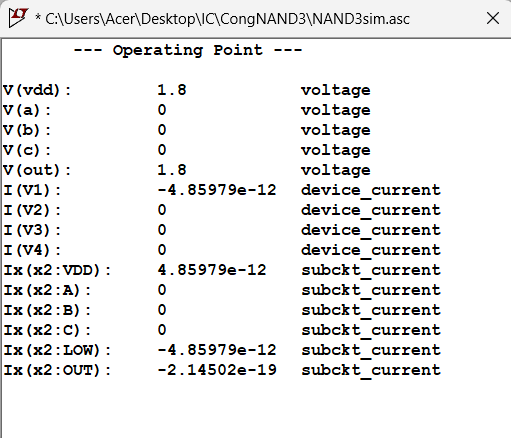 * C:\Users\Acer\Desktop\IC\CongNAND3\NAND3sim.asc
--- Operating Point ---
V(vdd): 1.8 voltage
V(a): 0 voltage
V(b): 0 voltage
V(c): 0 voltage
V(out): 1.8 voltage
I(V1): -4.85979e-12 device_current
I(V2): 0 device_current
I(V3): 0 device_current
I(V4): 0 device_current
Ix(x2:VDD): 4.85979e-12 subckt_current
Ix(x2:A): 0 subckt_current
Ix(x2:B): 0 subckt_current
Ix(x2:C): 0 subckt_current
Ix(x2:LOW): -4.85979e-12 subckt_current
Ix(x2:OUT): -2.14502e-19 subckt_current